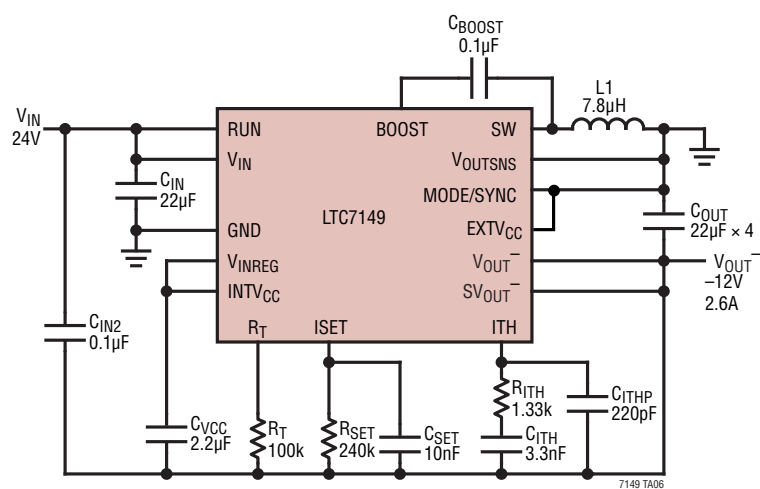 C_BOOST
0.1µF
L1
7.8µH
V_IN
24V
RUN
BOOST
SW
V_IN
V_OUTSNS
C_IN
22µF
MODE/SYNC
LTC7149
EXTV_CC
C_OUT
22µF × 4
GND
V_INREG
V_OUT⁻
V_OUT⁻
–12V
2.6A
INTV_CC
SV_OUT⁻
C_IN2
0.1µF
R_T
ISET
ITH
R_ITH
1.33k
C_ITHP
220pF
C_VCC
2.2µF
R_T
100k
R_SET
240k
C_SET
10nF
C_ITH
3.3nF
7149 TA06